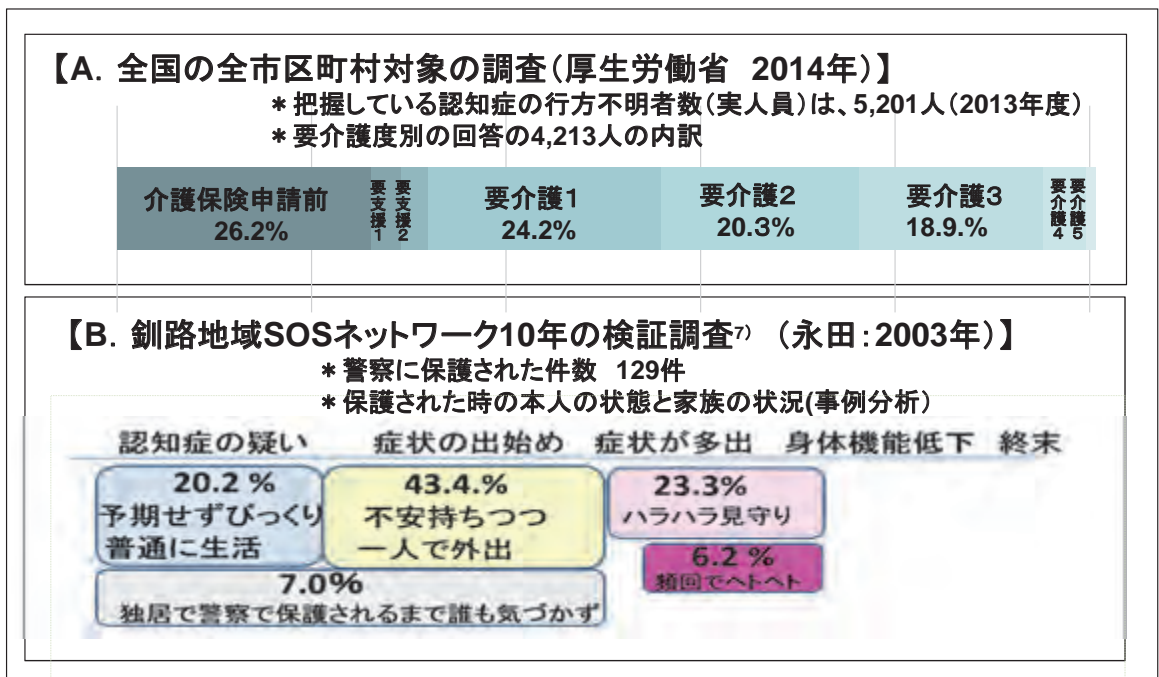 【A. 全国の全市区町村対象の調査(厚生労働省 2014年)】
＊把握している認知症の行方不明者数(実人員)は、5,201人(2013年度)
＊要介護度別の回答の4,213人の内訳
介護保険申請前
26.2%
要支援1
要支援2
要介護1
24.2%
要介護2
20.3%
要介護3
18.9.%
要介護4
要介護5
【B. 釧路地域SOSネットワーク10年の検証調査7) (永田:2003年)】
＊警察に保護された件数 129件
＊保護された時の本人の状態と家族の状況(事例分析)
認知症の疑い 症状の出始め 症状が多出 身体機能低下 終末
20.2 %
予期せずびっくり
普通に生活
43.4.%
不安持ちつつ
一人で外出
23.3%
ハラハラ見守り
6.2 %
頻回でヘトヘト
7.0%
独居で警察で保護されるまで誰も気づかず